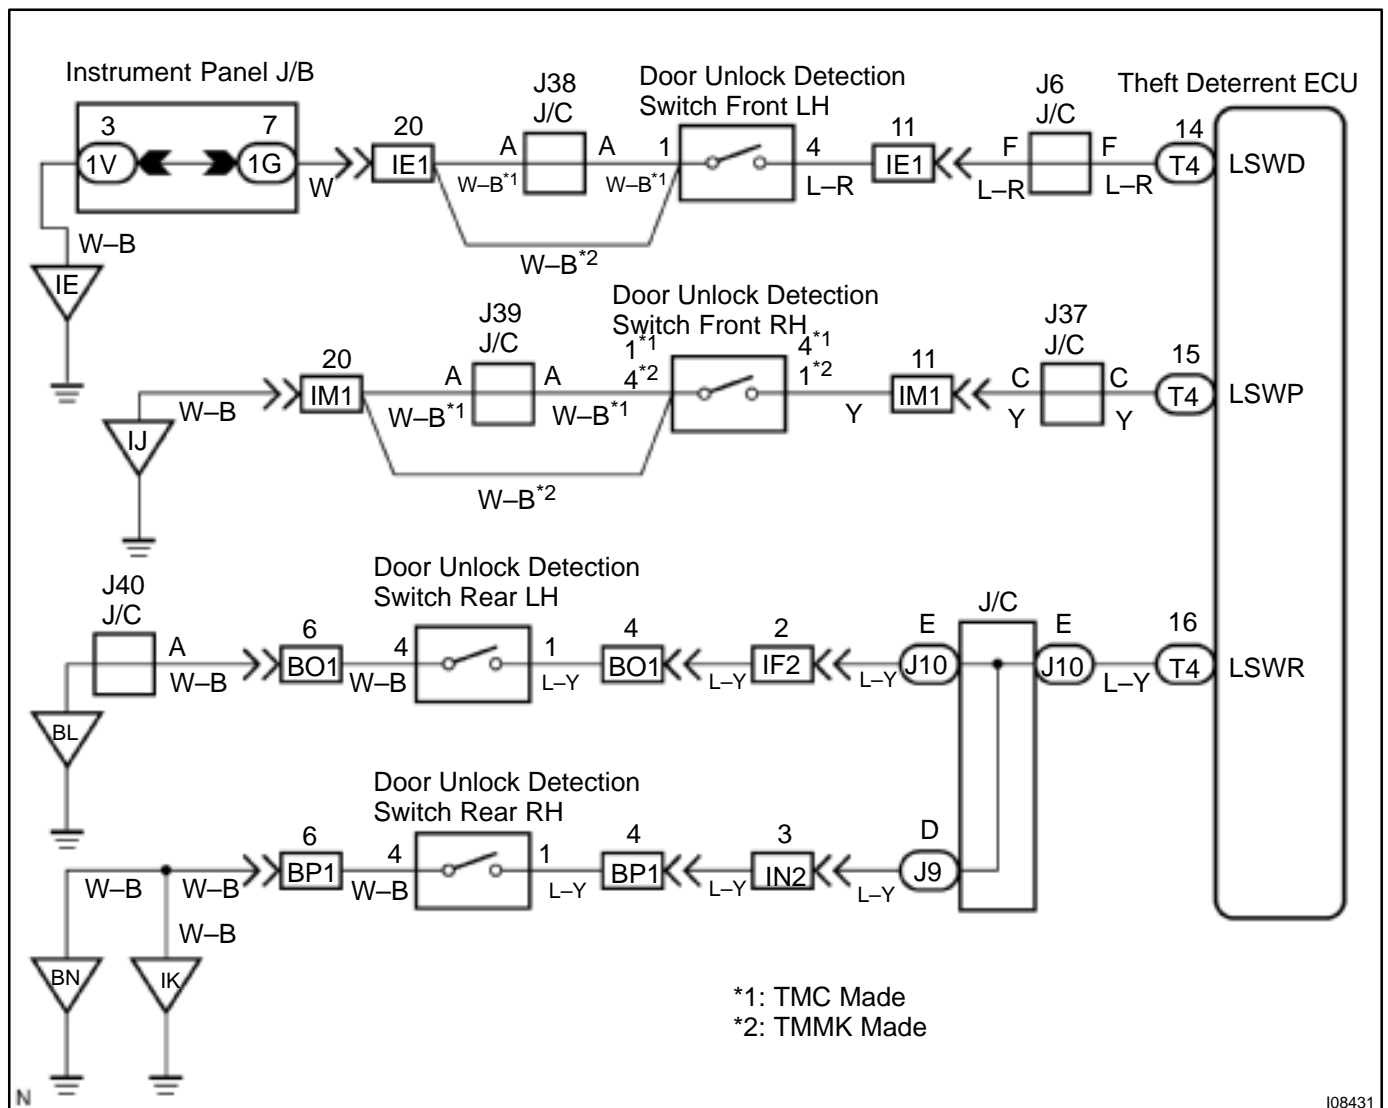 Instrument Panel J/B
J38
J/C
Door Unlock Detection
Switch Front LH
J6
J/C
Theft Deterrent ECU
3 7 20 A A 1 4 11 F F 14
1V 1G IE1 IE1 T4 LSWD
W W–B*1 W–B*1 L–R L–R L–R
W–B
W–B*2
IE
Door Unlock Detection
Switch Front RH
J39
J/C
J37
J/C
1*1 4*1
4*2 1*2
20 A A 11 C C 15
IM1 IM1 T4 LSWP
W–B W–B*1 W–B*1 Y Y Y
IJ
W–B*2
Door Unlock Detection
Switch Rear LH
J40
J/C
J/C
A 6 4 1 4 2 E E 16
BO1 BO1 IF2 J10 J10 T4 LSWR
W–B W–B L–Y L–Y L–Y L–Y
BL
Door Unlock Detection
Switch Rear RH
6 4 1 4 3 D
BP1 BP1 IN2 J9
W–B W–B W–B L–Y L–Y L–Y
W–B
BN IK
*1: TMC Made
*2: TMMK Made
N I08431